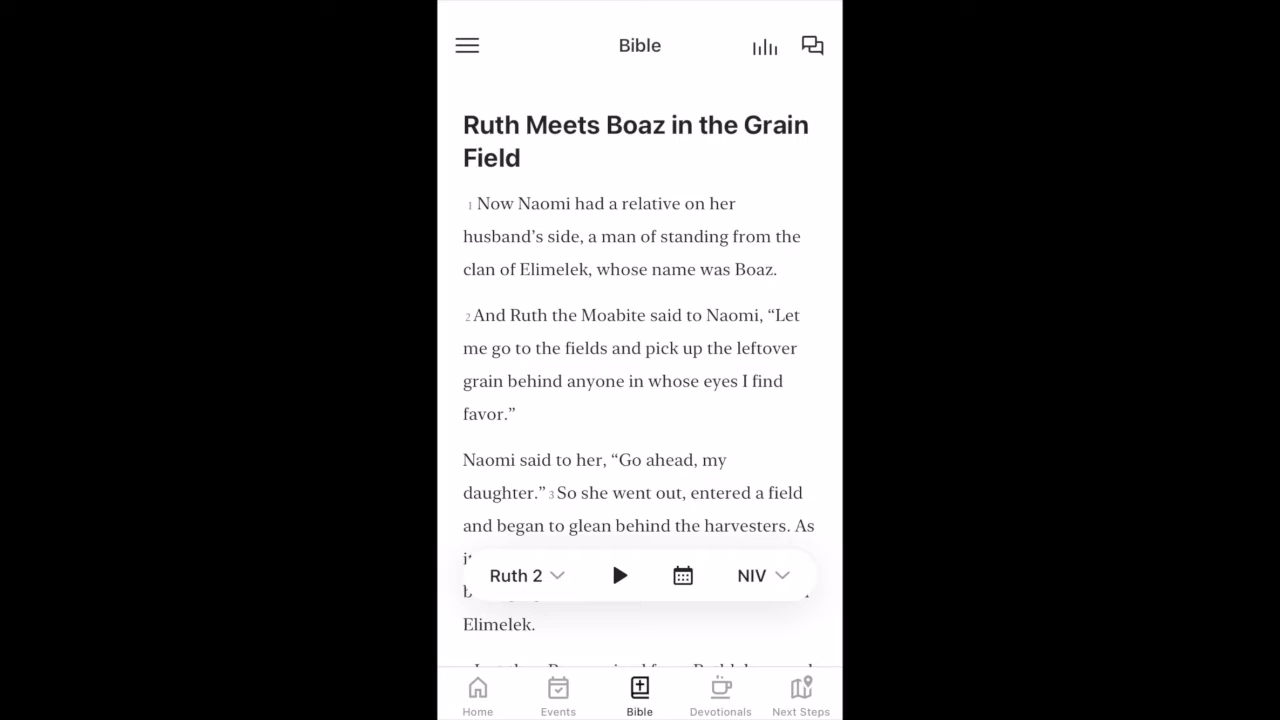 Bible
Ruth Meets Boaz in the Grain
Field
1 Now Naomi had a relative on her
husband’s side, a man of standing from the
clan of Elimelek, whose name was Boaz.
2 And Ruth the Moabite said to Naomi, “Let
me go to the fields and pick up the leftover
grain behind anyone in whose eyes I find
favor.”
Naomi said to her, “Go ahead, my
daughter.” 3 So she went out, entered a field
and began to glean behind the harvesters. As
Ruth 2 NIV
Elimelek.
Home Events Bible Devotionals Next Steps